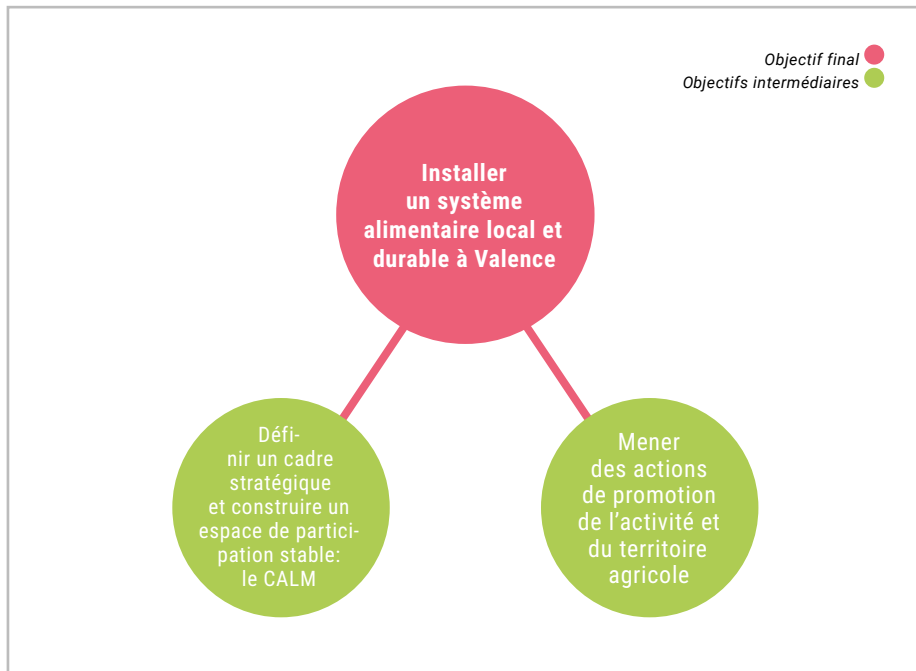 Objectif final
Objectifs intermédiaires
Installer
un système
alimentaire local et
durable à Valence
Défi-
nir un cadre
stratégique
et construire un
espace de partici-
pation stable:
le CALM
Mener
des actions
de promotion
de l’activité et
du territoire
agricole